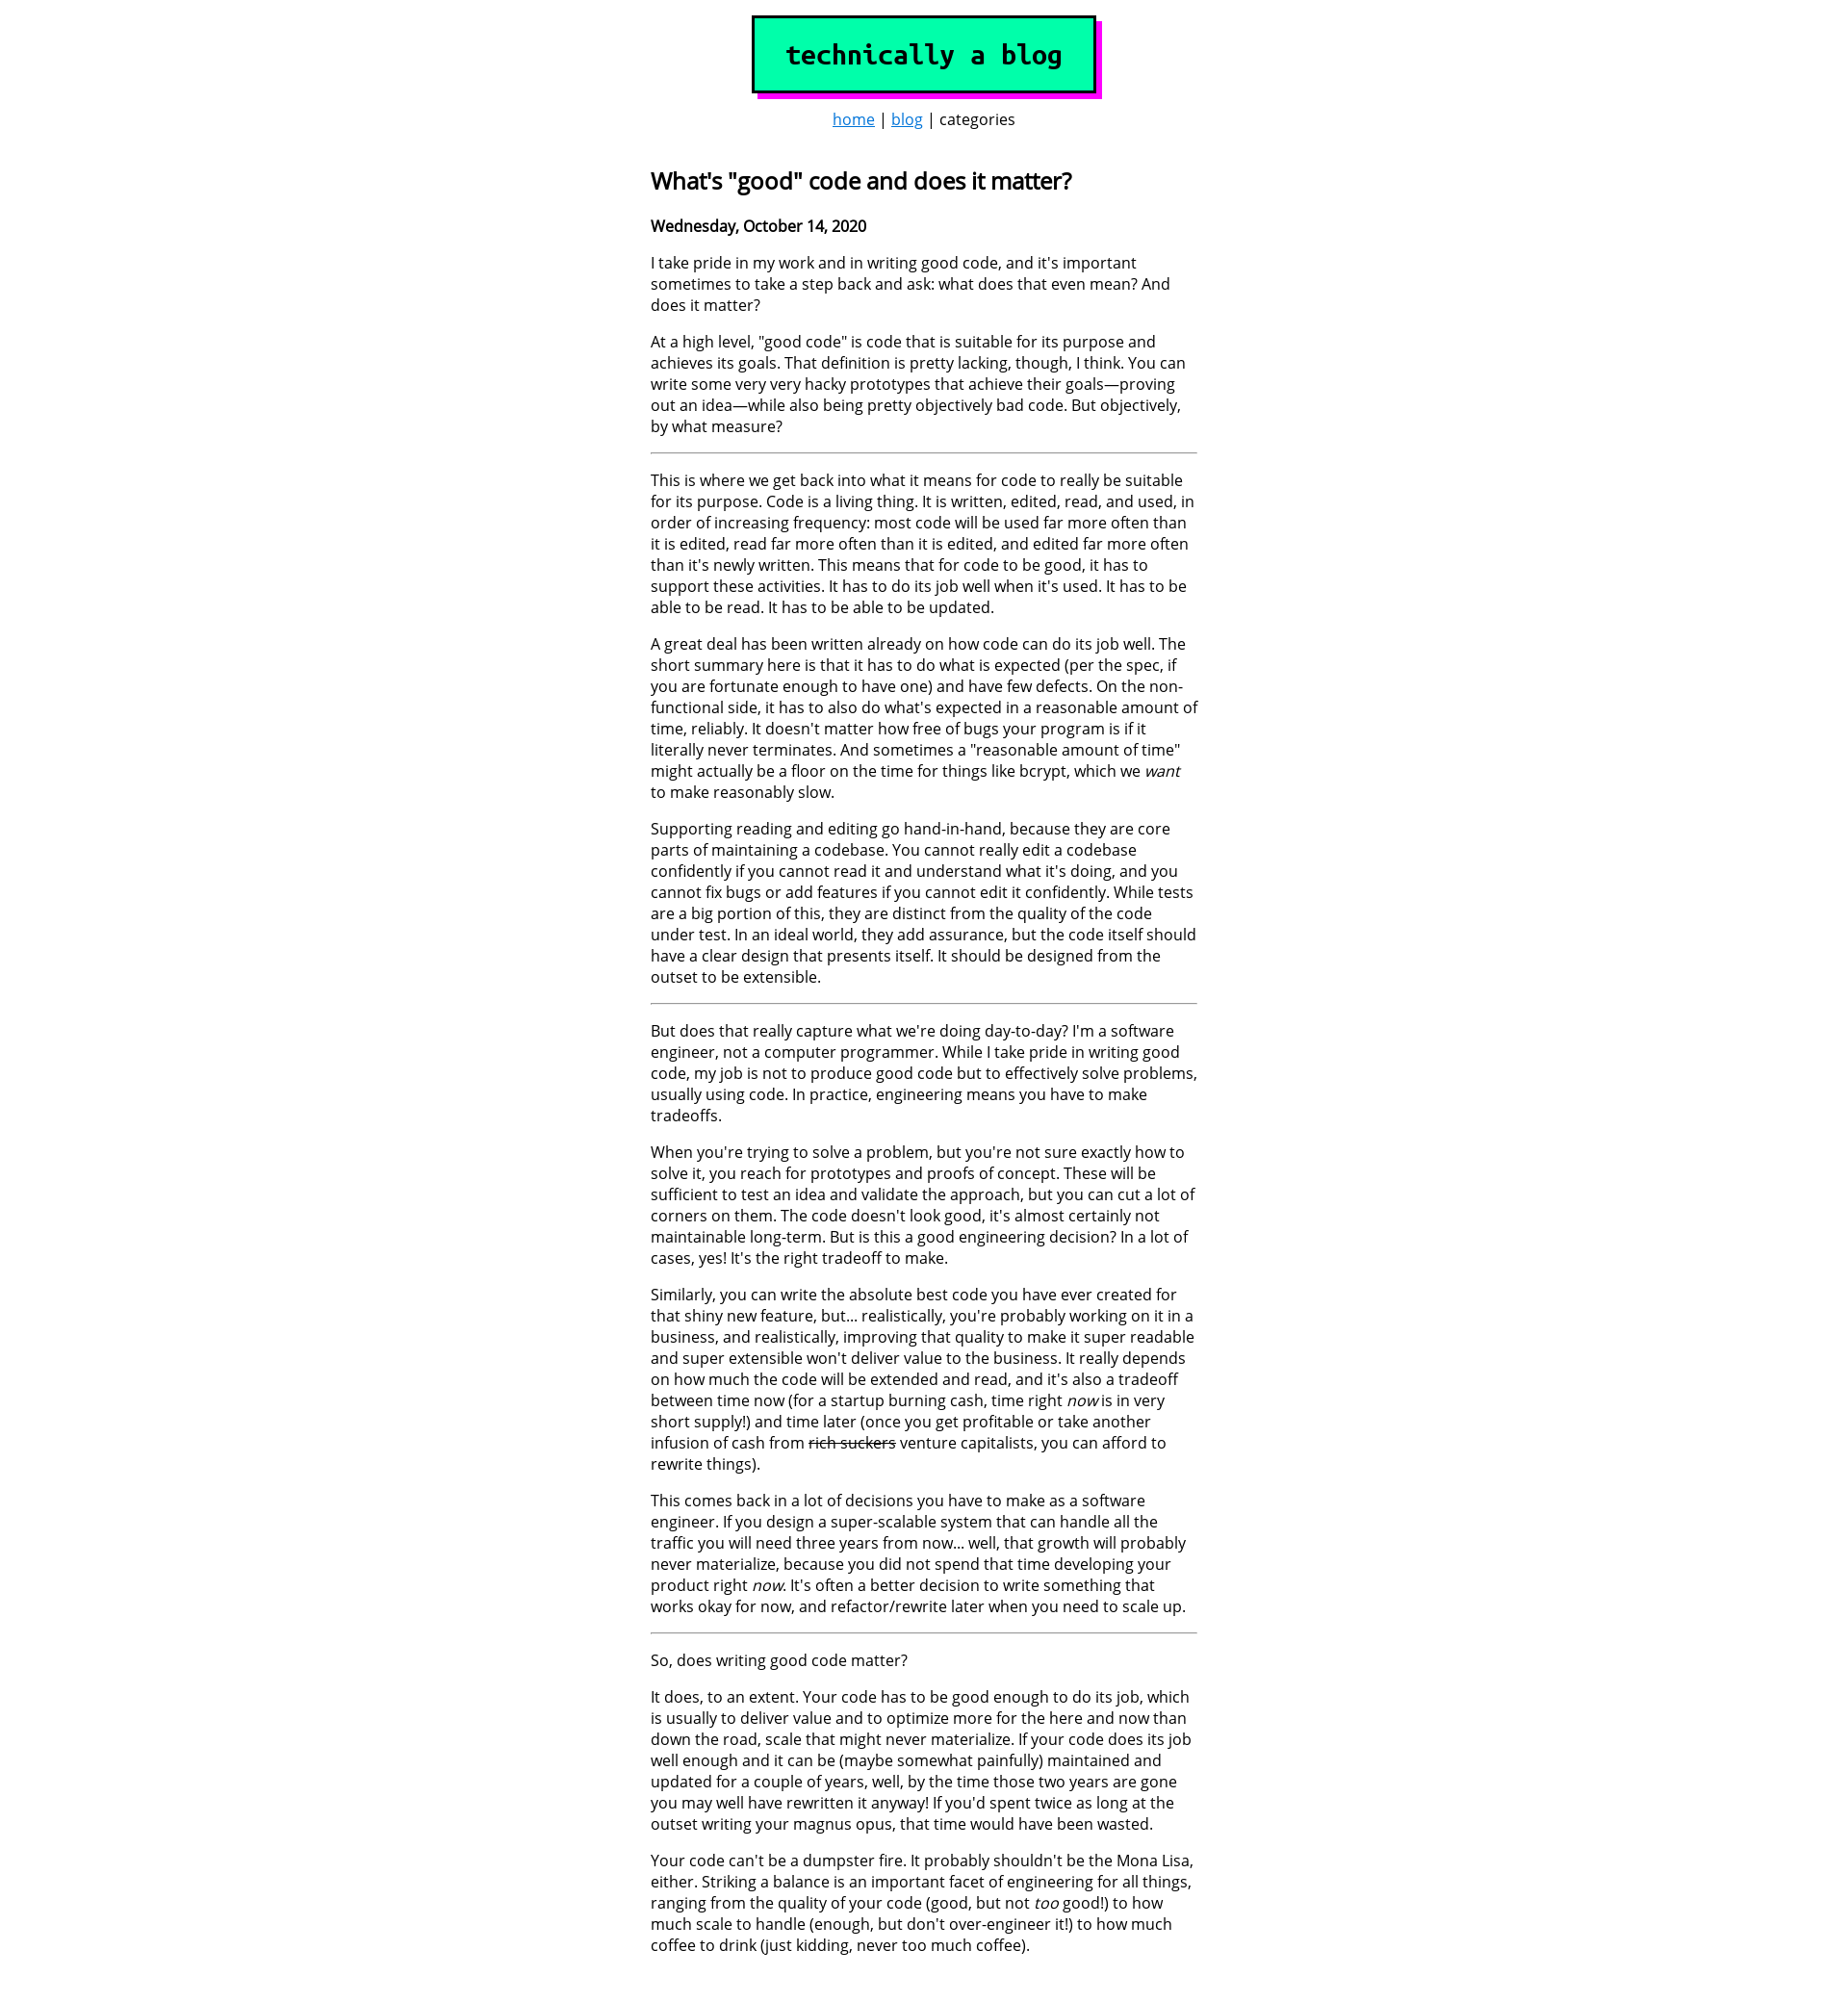 technically a blog
home | blog | categories
What's "good" code and does it matter?
Wednesday, October 14, 2020
I take pride in my work and in writing good code, and it's important
sometimes to take a step back and ask: what does that even mean? And
does it matter?
At a high level, "good code" is code that is suitable for its purpose and
achieves its goals. That definition is pretty lacking, though, I think. You can
write some very very hacky prototypes that achieve their goals—proving
out an idea—while also being pretty objectively bad code. But objectively,
by what measure?
This is where we get back into what it means for code to really be suitable
for its purpose. Code is a living thing. It is written, edited, read, and used, in
order of increasing frequency: most code will be used far more often than
it is edited, read far more often than it is edited, and edited far more often
than it's newly written. This means that for code to be good, it has to
support these activities. It has to do its job well when it's used. It has to be
able to be read. It has to be able to be updated.
A great deal has been written already on how code can do its job well. The
short summary here is that it has to do what is expected (per the spec, if
you are fortunate enough to have one) and have few defects. On the non-
functional side, it has to also do what's expected in a reasonable amount of
time, reliably. It doesn't matter how free of bugs your program is if it
literally never terminates. And sometimes a "reasonable amount of time"
might actually be a floor on the time for things like bcrypt, which we want
to make reasonably slow.
Supporting reading and editing go hand-in-hand, because they are core
parts of maintaining a codebase. You cannot really edit a codebase
confidently if you cannot read it and understand what it's doing, and you
cannot fix bugs or add features if you cannot edit it confidently. While tests
are a big portion of this, they are distinct from the quality of the code
under test. In an ideal world, they add assurance, but the code itself should
have a clear design that presents itself. It should be designed from the
outset to be extensible.
But does that really capture what we're doing day-to-day? I'm a software
engineer, not a computer programmer. While I take pride in writing good
code, my job is not to produce good code but to effectively solve problems,
usually using code. In practice, engineering means you have to make
tradeoffs.
When you're trying to solve a problem, but you're not sure exactly how to
solve it, you reach for prototypes and proofs of concept. These will be
sufficient to test an idea and validate the approach, but you can cut a lot of
corners on them. The code doesn't look good, it's almost certainly not
maintainable long-term. But is this a good engineering decision? In a lot of
cases, yes! It's the right tradeoff to make.
Similarly, you can write the absolute best code you have ever created for
that shiny new feature, but... realistically, you're probably working on it in a
business, and realistically, improving that quality to make it super readable
and super extensible won't deliver value to the business. It really depends
on how much the code will be extended and read, and it's also a tradeoff
between time now (for a startup burning cash, time right now is in very
short supply!) and time later (once you get profitable or take another
infusion of cash from rich suckers venture capitalists, you can afford to
rewrite things).
This comes back in a lot of decisions you have to make as a software
engineer. If you design a super-scalable system that can handle all the
traffic you will need three years from now... well, that growth will probably
never materialize, because you did not spend that time developing your
product right now. It's often a better decision to write something that
works okay for now, and refactor/rewrite later when you need to scale up.
So, does writing good code matter?
It does, to an extent. Your code has to be good enough to do its job, which
is usually to deliver value and to optimize more for the here and now than
down the road, scale that might never materialize. If your code does its job
well enough and it can be (maybe somewhat painfully) maintained and
updated for a couple of years, well, by the time those two years are gone
you may well have rewritten it anyway! If you'd spent twice as long at the
outset writing your magnus opus, that time would have been wasted.
Your code can't be a dumpster fire. It probably shouldn't be the Mona Lisa,
either. Striking a balance is an important facet of engineering for all things,
ranging from the quality of your code (good, but not too good!) to how
much scale to handle (enough, but don't over-engineer it!) to how much
coffee to drink (just kidding, never too much coffee).